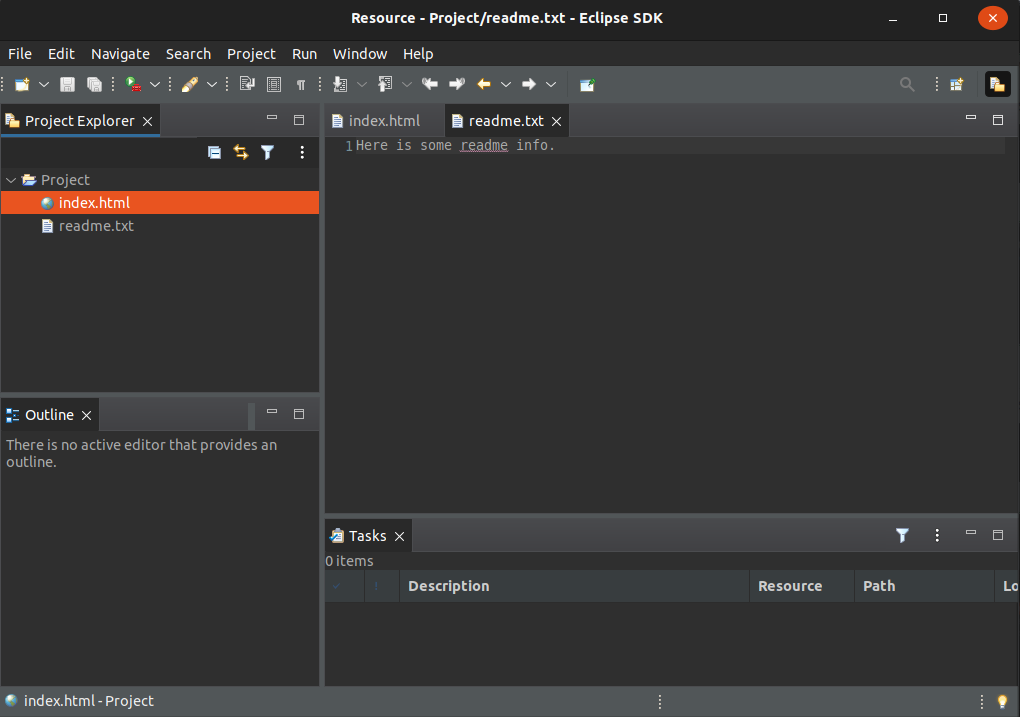 Resource - Project/readme.txt - Eclipse SDK
File Edit Navigate Search Project Run Window Help
Project Explorer
Project
index.html
readme.txt
index.html readme.txt
1 Here is some readme info.
Outline
There is no active editor that provides an
outline.
Tasks
0 items
! Description Resource Path Lo
index.html - Project